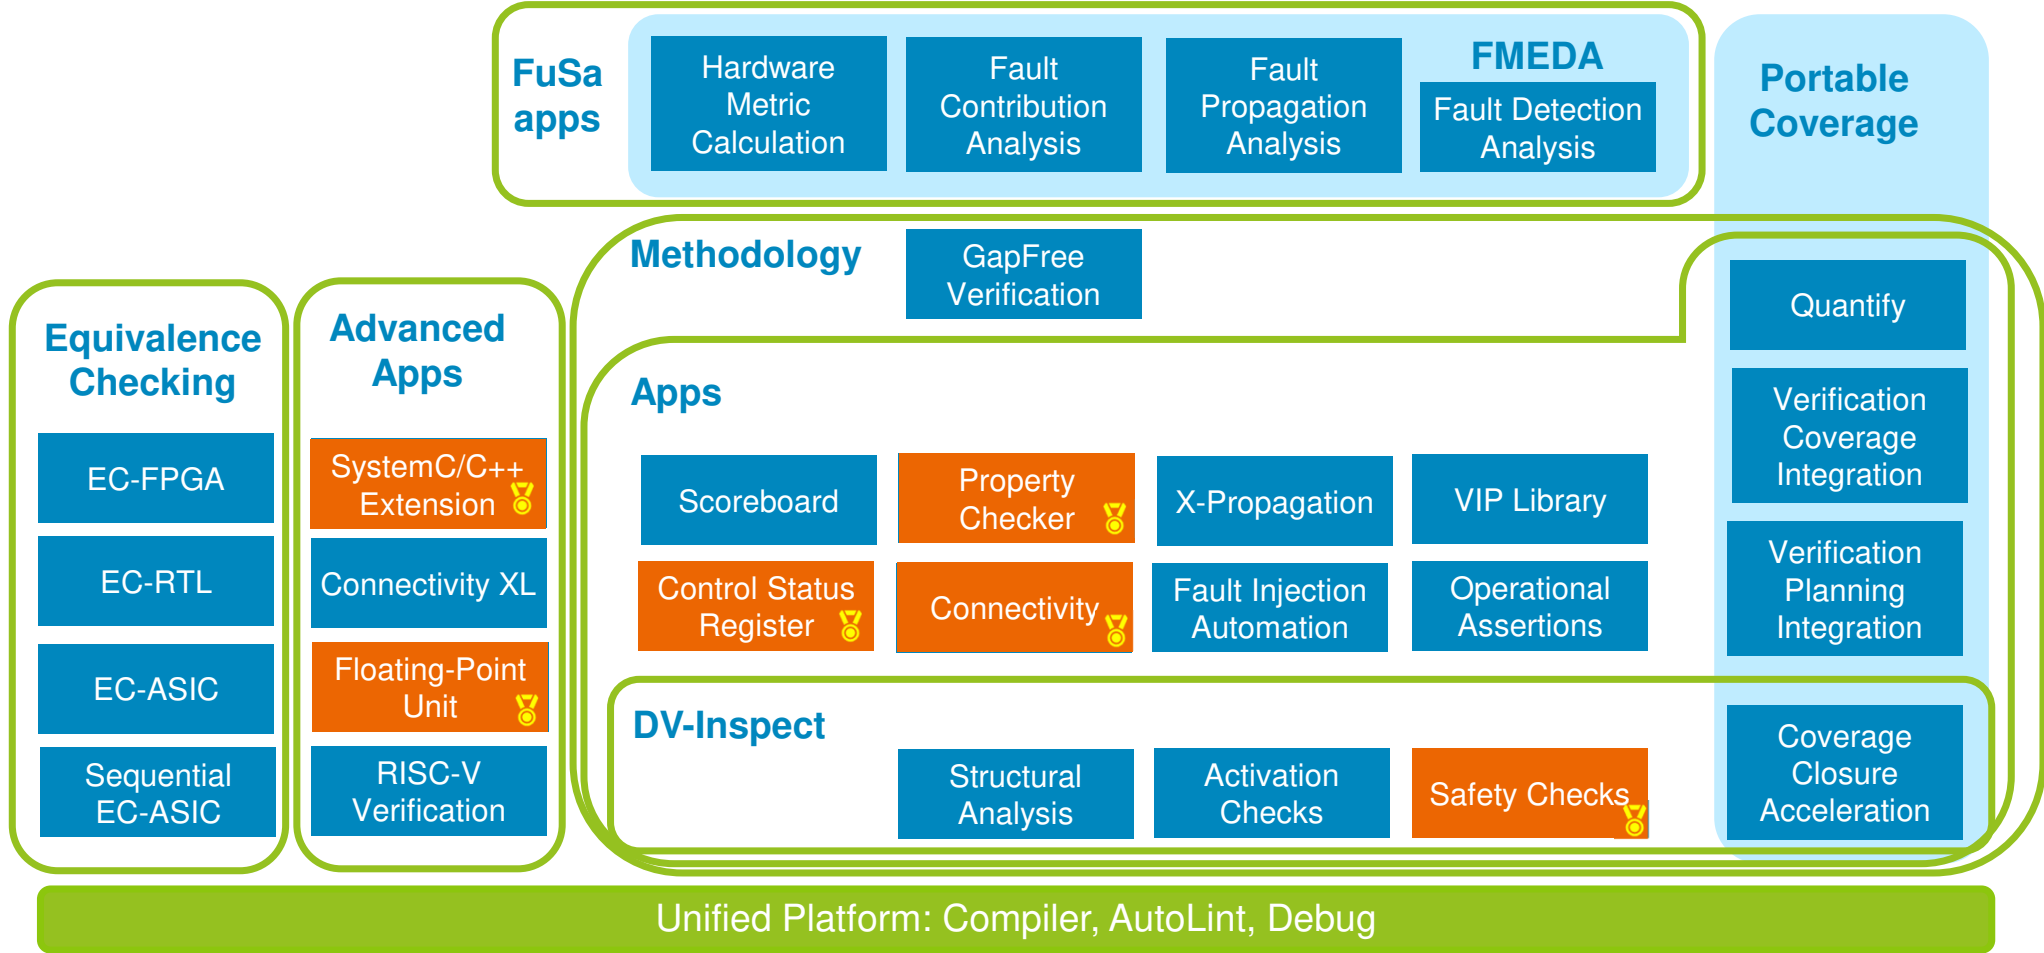 FuSa
apps
Hardware
Metric
Calculation
Fault
Contribution
Analysis
Fault
Propagation
Analysis
FMEDA
Fault Detection
Analysis
Portable
Coverage
Methodology
GapFree
Verification
Quantify
Verification
Coverage
Integration
Verification
Planning
Integration
Coverage
Closure
Acceleration
Equivalence
Checking
EC-FPGA
EC-RTL
EC-ASIC
Sequential
EC-ASIC
Advanced
Apps
SystemC/C++
Extension
Connectivity XL
Floating-Point
Unit
RISC-V
Verification
Apps
Scoreboard
Property
Checker
X-Propagation
VIP Library
Control Status
Register
Connectivity
Fault Injection
Automation
Operational
Assertions
DV-Inspect
Structural
Analysis
Activation
Checks
Safety Checks
Unified Platform: Compiler, AutoLint, Debug